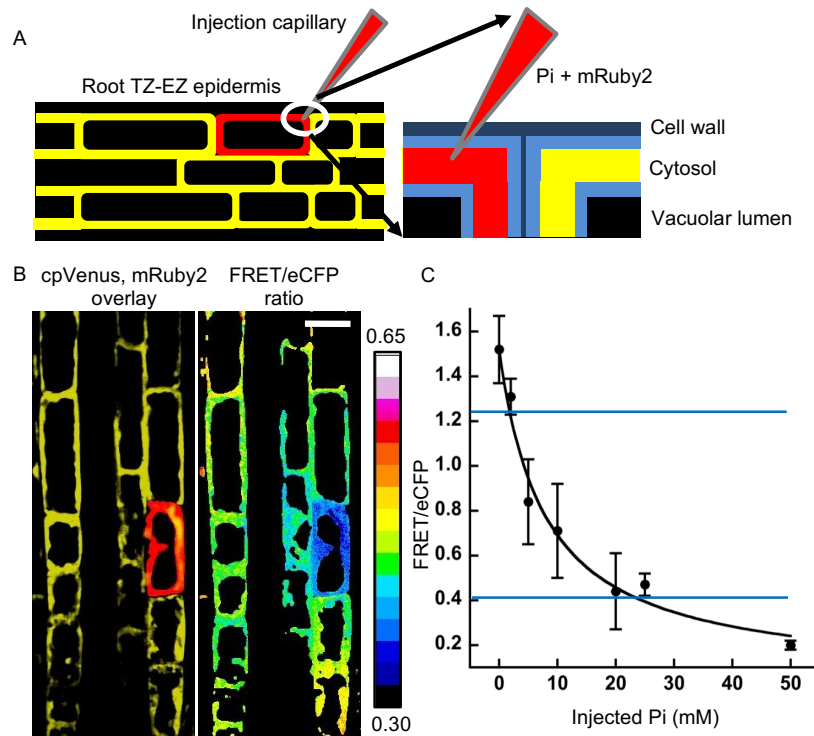 A
Injection capillary
Root TZ-EZ epidermis
Pi + mRuby2
Cell wall
Cytosol
Vacuolar lumen
B
cpVenus, mRuby2
overlay
FRET/eCFP
ratio
0.65
0.30
C
FRET/eCFP
1.6
1.4
1.2
1.0
0.8
0.6
0.4
0.2
0
10
20
30
40
50
Injected Pi (mM)